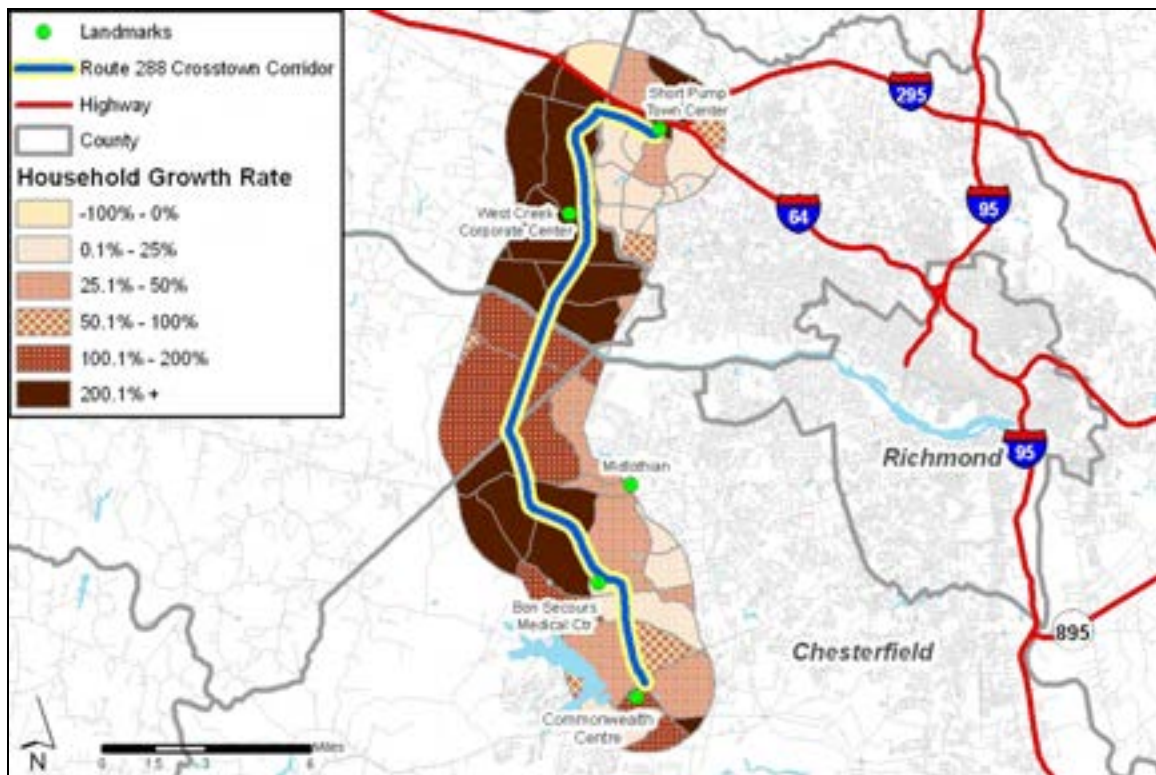 Landmarks
Route 288 Crosstown Corridor
Highway
County
Household Growth Rate
-100% - 0%
0.1% - 25%
25.1% - 50%
50.1% - 100%
100.1% - 200%
200.1% +
Short Pump
Town Center
295
West Creek
Corporate Center
64
95
Midlothian
Richmond
95
Bon Secours
Medical Ctr
895
Chesterfield
Commonwealth
Centre
N
0 1.5 3 6 Miles